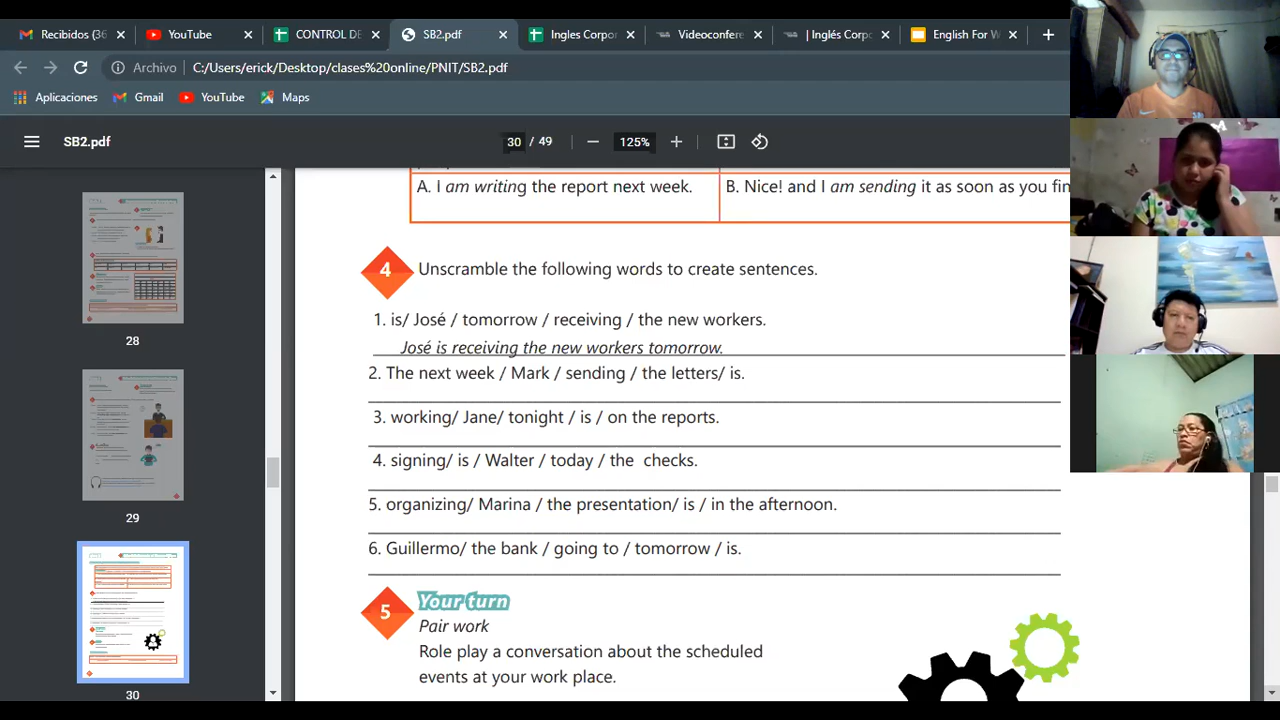 Recibidos (36
YouTube
CONTROL DE
SB2.pdf
Ingles Corpor
Videoconfere
| Inglés Corpo
English For W
Archivo
C:/Users/erick/Desktop/clases%20online/PNIT/SB2.pdf
Aplicaciones
Gmail
YouTube
Maps
SB2.pdf
30 / 49
125%
A. I am writing the report next week.
B. Nice! and I am sending it as soon as you fin
4 Unscramble the following words to create sentences.
1. is/ José / tomorrow / receiving / the new workers.
José is receiving the new workers tomorrow.
2. The next week / Mark / sending / the letters/ is.
3. working/ Jane/ tonight / is / on the reports.
4. signing/ is / Walter / today / the checks.
5. organizing/ Marina / the presentation/ is / in the afternoon.
6. Guillermo/ the bank / going to / tomorrow / is.
5 Your turn
Pair work
Role play a conversation about the scheduled
events at your work place.
28
29
30